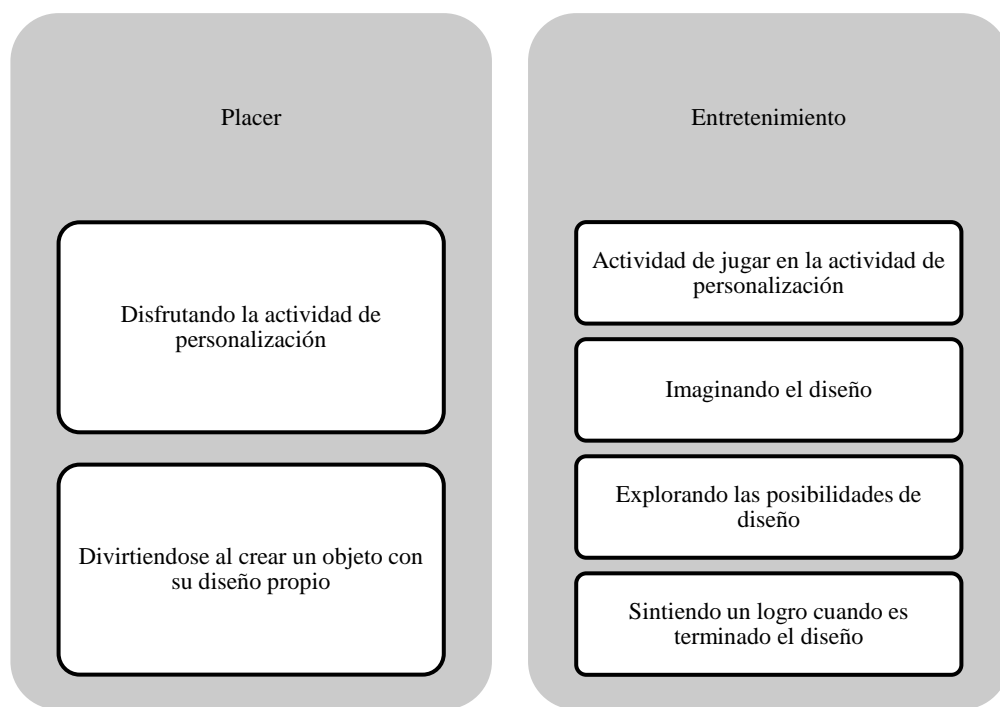 Placer
Disfrutando la actividad de
personalización
Divirtiendose al crear un objeto con
su diseño propio
Entretenimiento
Actividad de jugar en la actividad de
personalización
Imaginando el diseño
Explorando las posibilidades de
diseño
Sintiendo un logro cuando es
terminado el diseño